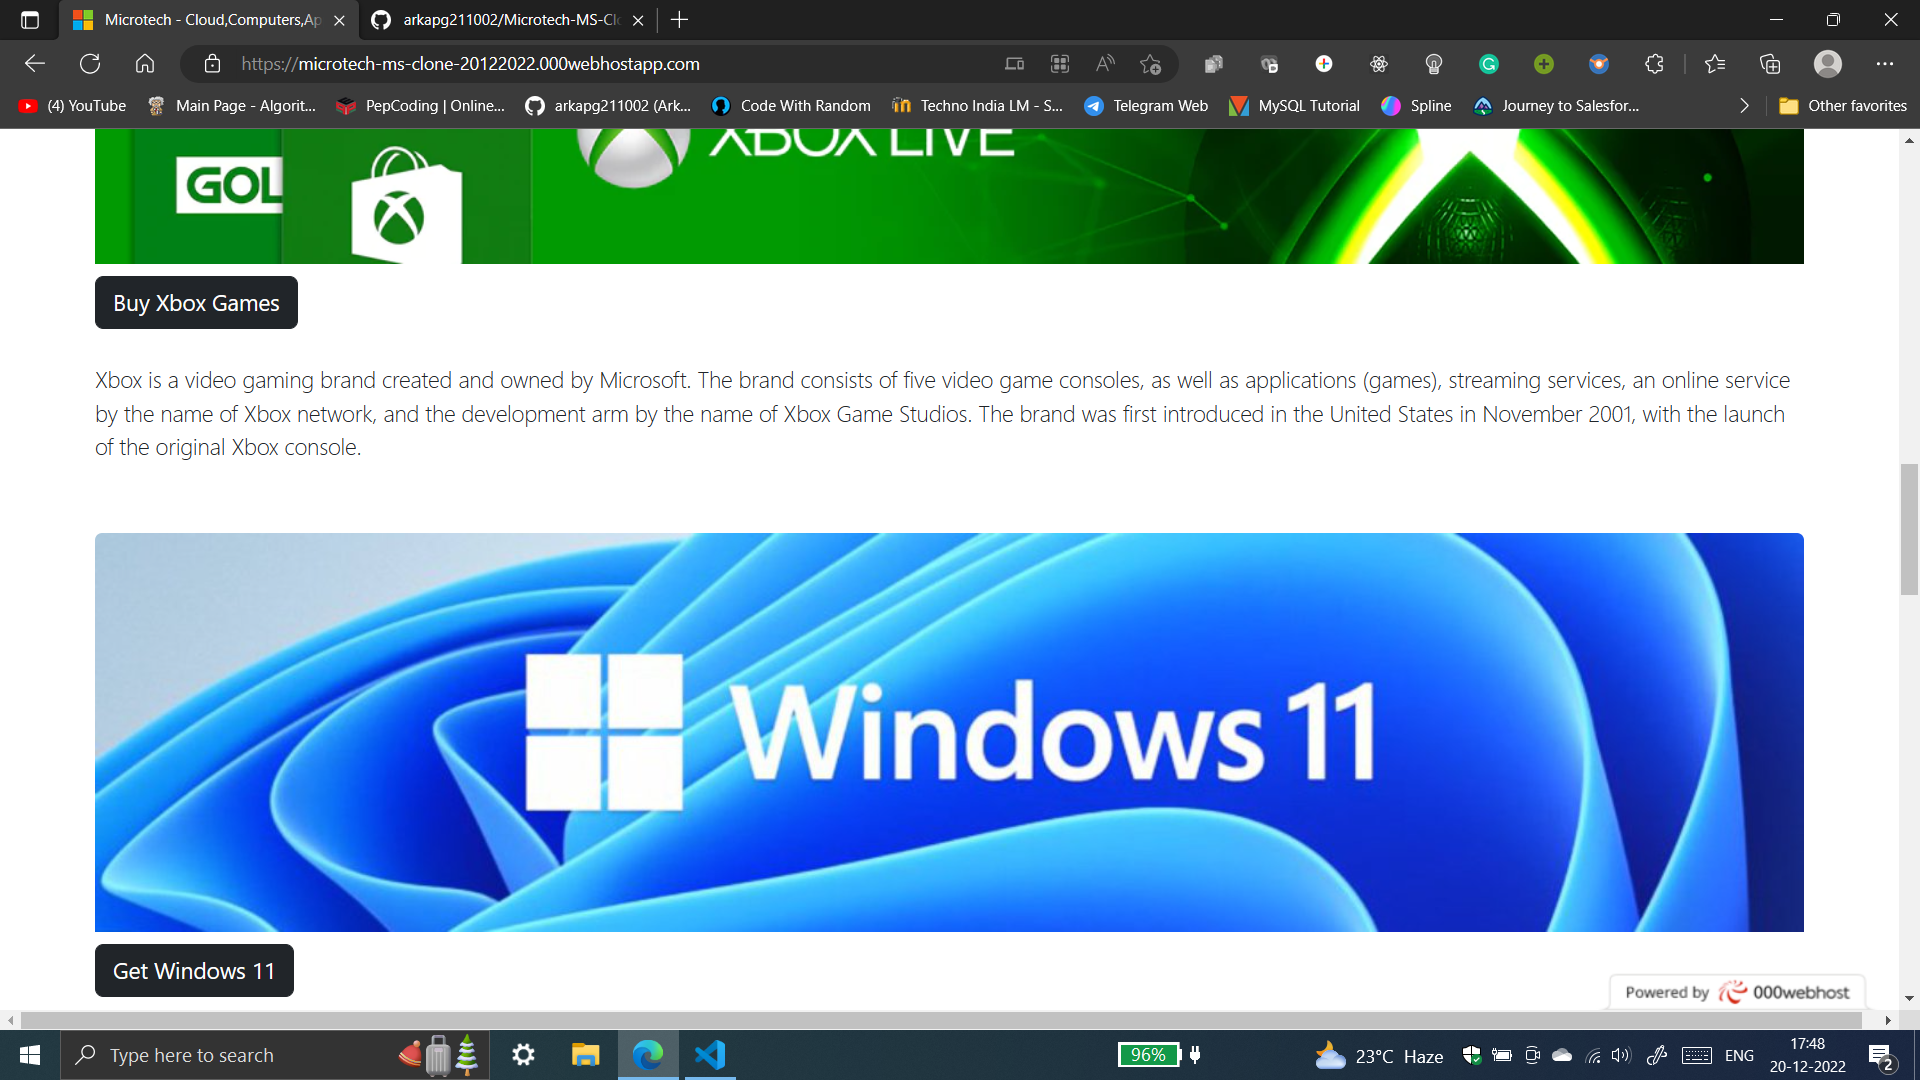 Microtech - Cloud,Computers,Ap
arkapg211002/Microtech-MS-Clo
https://microtech-ms-clone-20122022.000webhostapp.com
(4) YouTube
Main Page - Algorit...
PepCoding | Online...
arkapg211002 (Ark...
Code With Random
Techno India LM - S...
Telegram Web
MySQL Tutorial
Spline
Journey to Salesfor...
Other favorites
XBOX LIVE
GOL
Buy Xbox Games
Xbox is a video gaming brand created and owned by Microsoft. The brand consists of five video game consoles, as well as applications (games), streaming services, an online service
by the name of Xbox network, and the development arm by the name of Xbox Game Studios. The brand was first introduced in the United States in November 2001, with the launch
of the original Xbox console.
Windows 11
Get Windows 11
Powered by 000webhost
Type here to search
96%
23°C Haze
ENG
17:48
20-12-2022
2